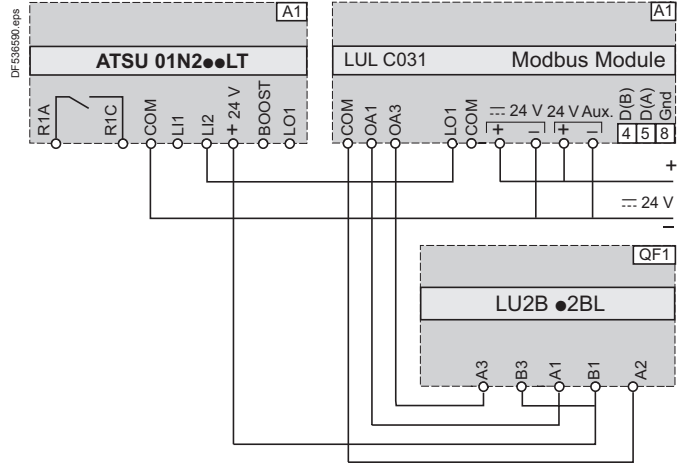 DF536590.eps
A1
ATSU 01N2●●LT
R1A
R1C
COM
LI1
LI2
+ 24 V
BOOST
LO1
A1
LUL C031 Modbus Module
COM
OA1
OA3
LO1
COM
⎓ 24 V 24 V Aux.
+ – + –
D(B)
D(A)
Gnd
4 5 8
+
⎓ 24 V
–
QF1
LU2B ●2BL
A3
B3
A1
B1
A2